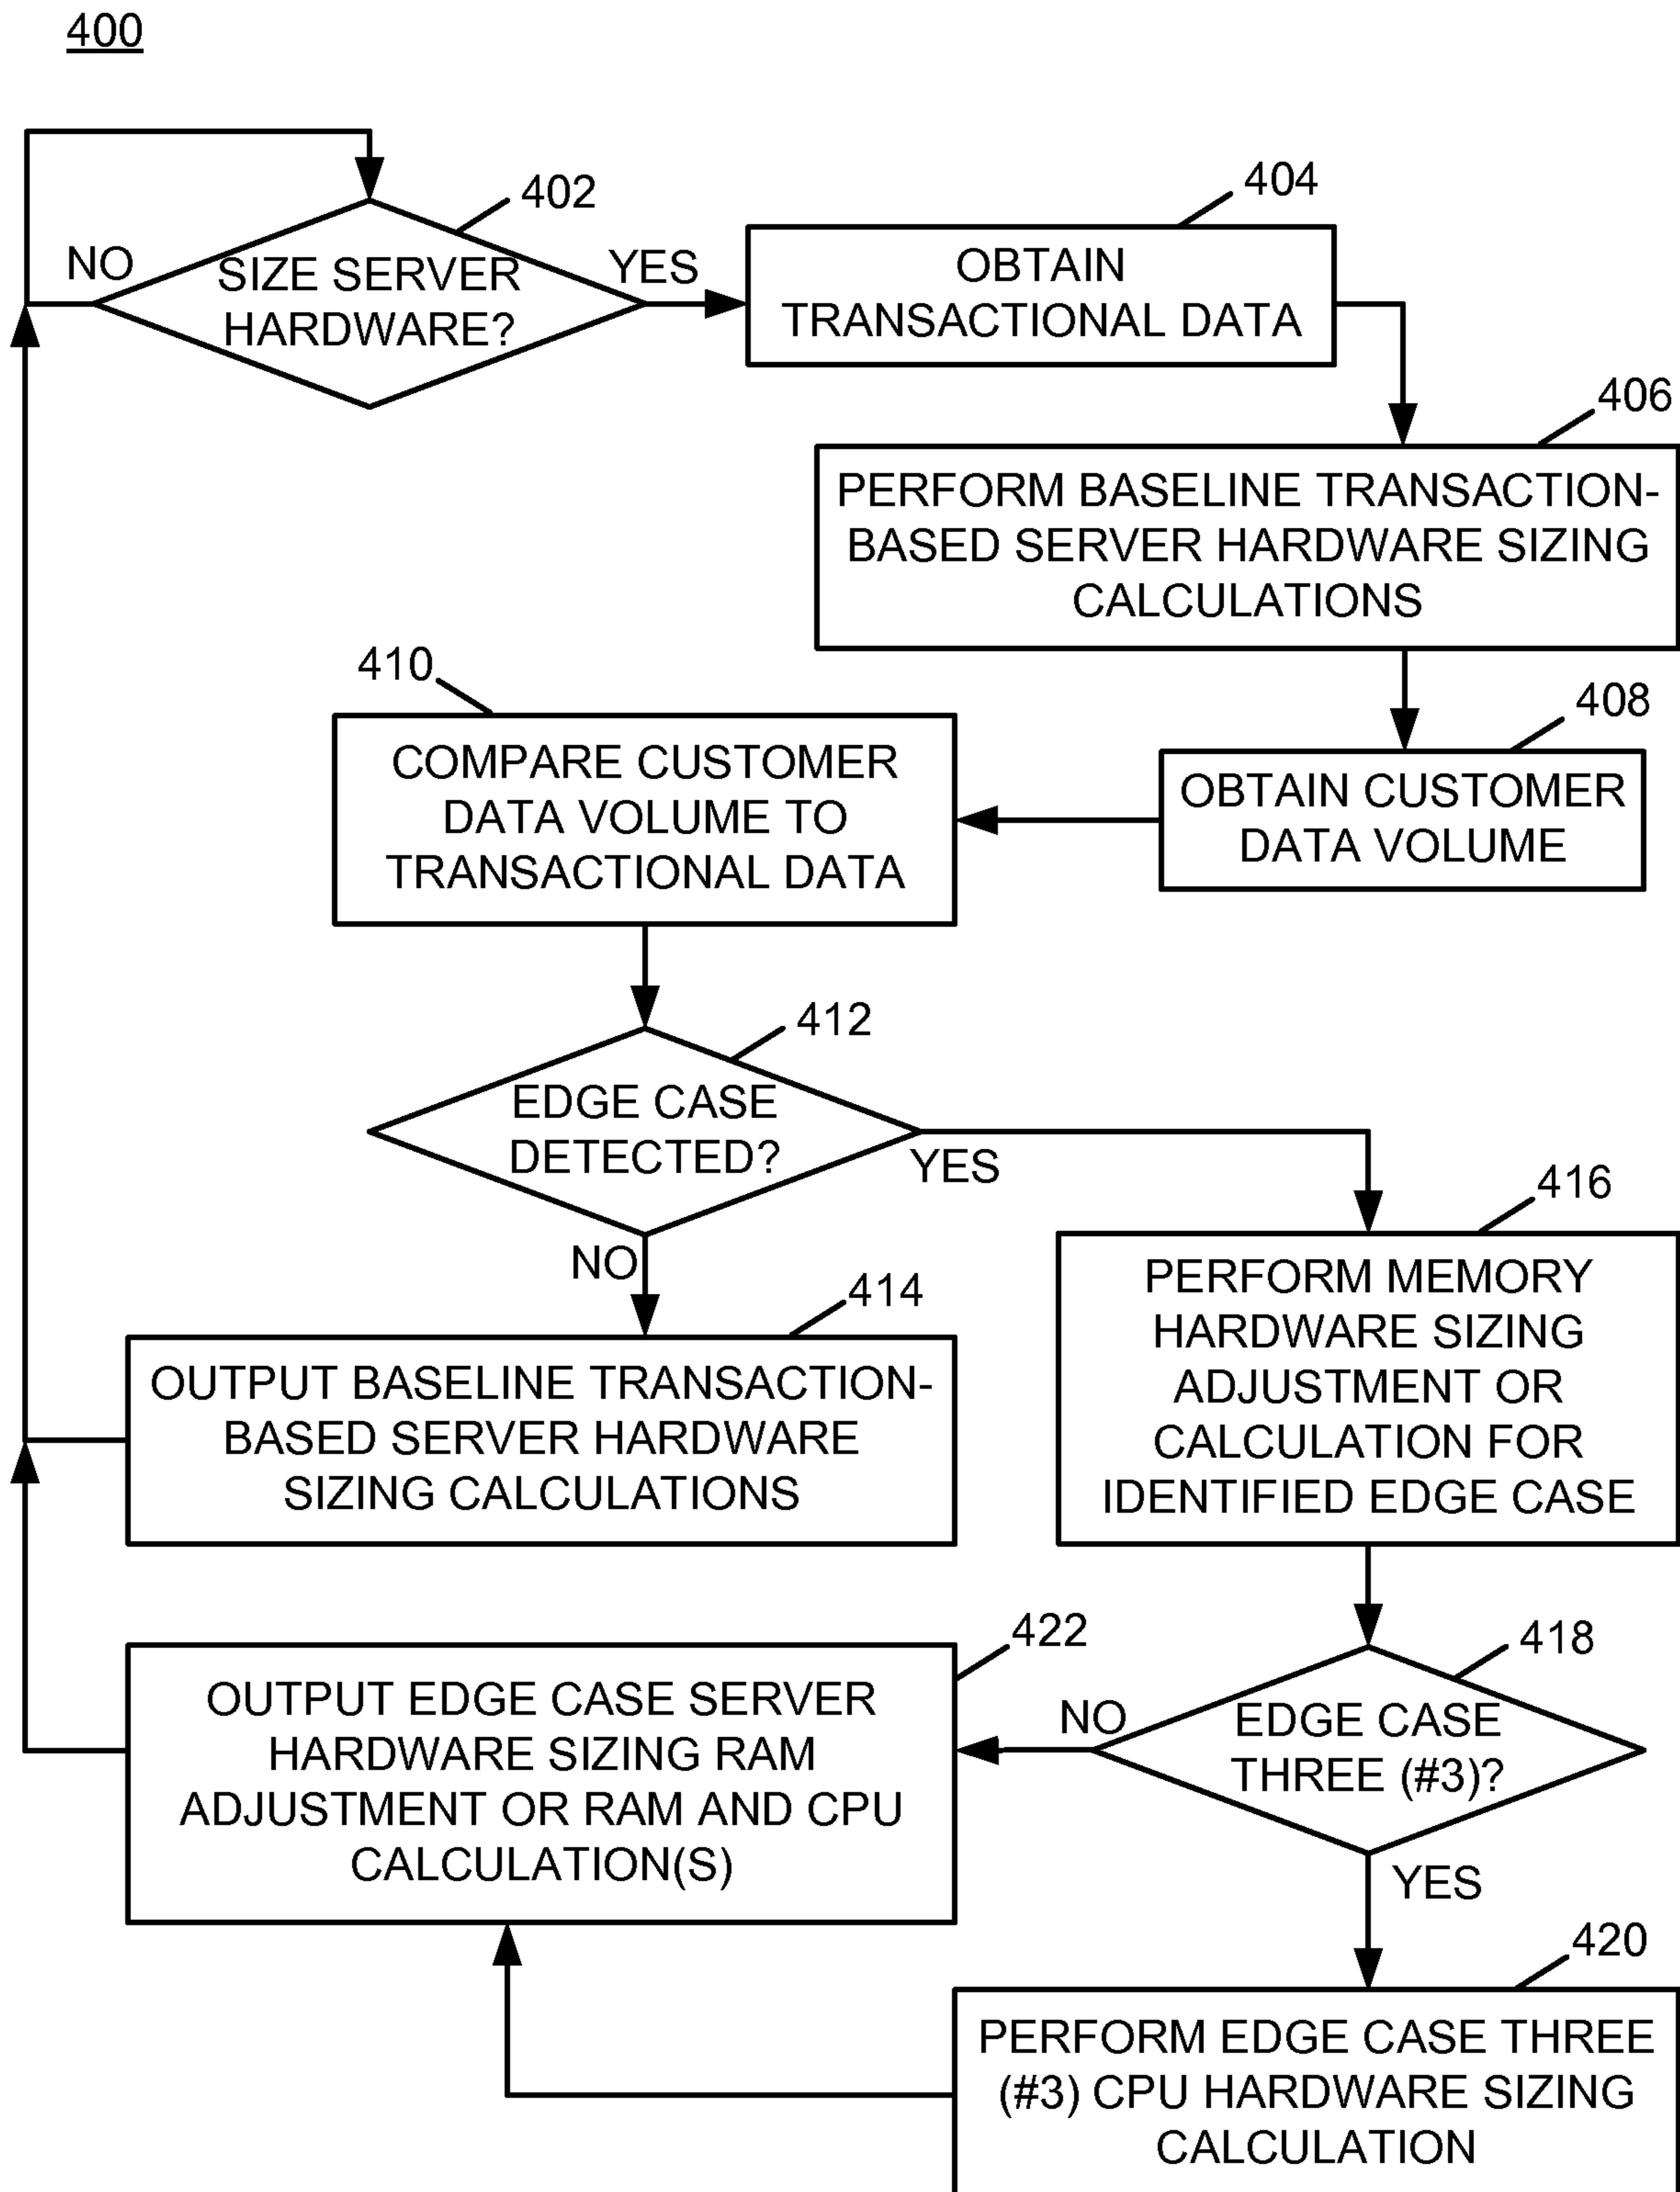 400
402
NO
SIZE SERVER
HARDWARE?
YES
404
OBTAIN
TRANSACTIONAL DATA
406
PERFORM BASELINE TRANSACTION-
BASED SERVER HARDWARE SIZING
CALCULATIONS
408
OBTAIN CUSTOMER
DATA VOLUME
410
COMPARE CUSTOMER
DATA VOLUME TO
TRANSACTIONAL DATA
412
EDGE CASE
DETECTED?
YES
NO
414
OUTPUT BASELINE TRANSACTION-
BASED SERVER HARDWARE
SIZING CALCULATIONS
416
PERFORM MEMORY
HARDWARE SIZING
ADJUSTMENT OR
CALCULATION FOR
IDENTIFIED EDGE CASE
418
EDGE CASE
THREE (#3)?
NO
YES
422
OUTPUT EDGE CASE SERVER
HARDWARE SIZING RAM
ADJUSTMENT OR RAM AND CPU
CALCULATION(S)
420
PERFORM EDGE CASE THREE
(#3) CPU HARDWARE SIZING
CALCULATION